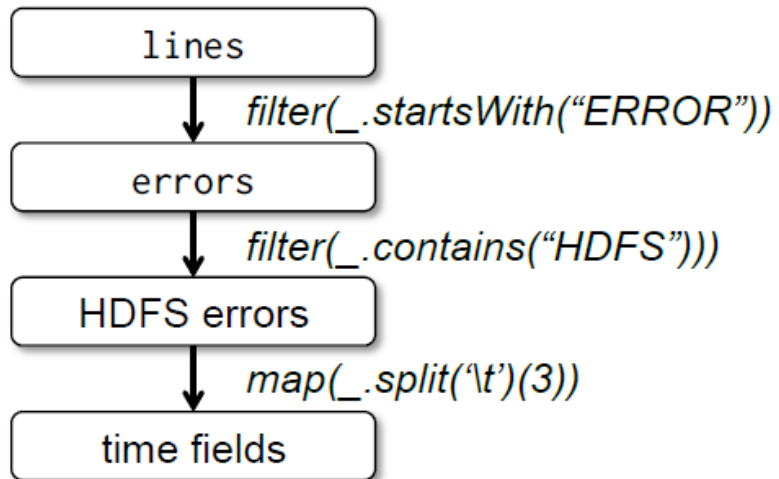 lines
filter(_.startsWith(“ERROR”))
errors
filter(_.contains(“HDFS”)))
HDFS errors
map(_.split(‘\t’)(3))
time fields